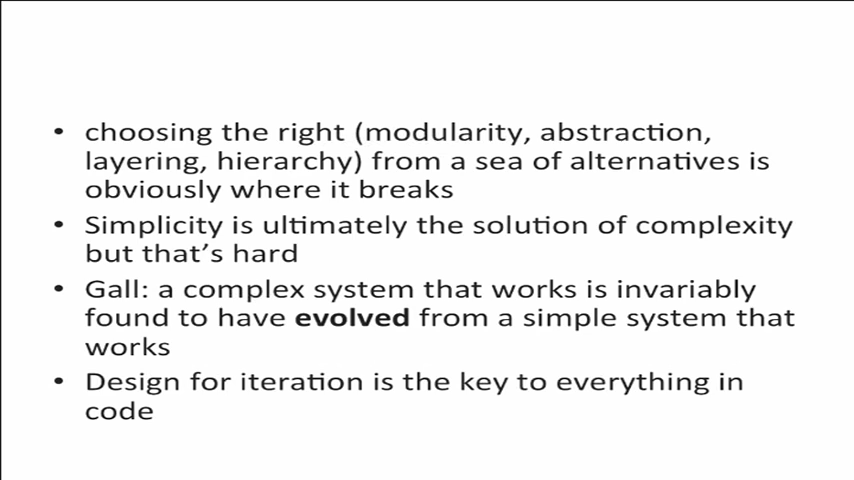 • choosing the right (modularity, abstraction,
layering, hierarchy) from a sea of alternatives is
obviously where it breaks
• Simplicity is ultimately the solution of complexity
but that’s hard
• Gall: a complex system that works is invariably
found to have evolved from a simple system that
works
• Design for iteration is the key to everything in
code